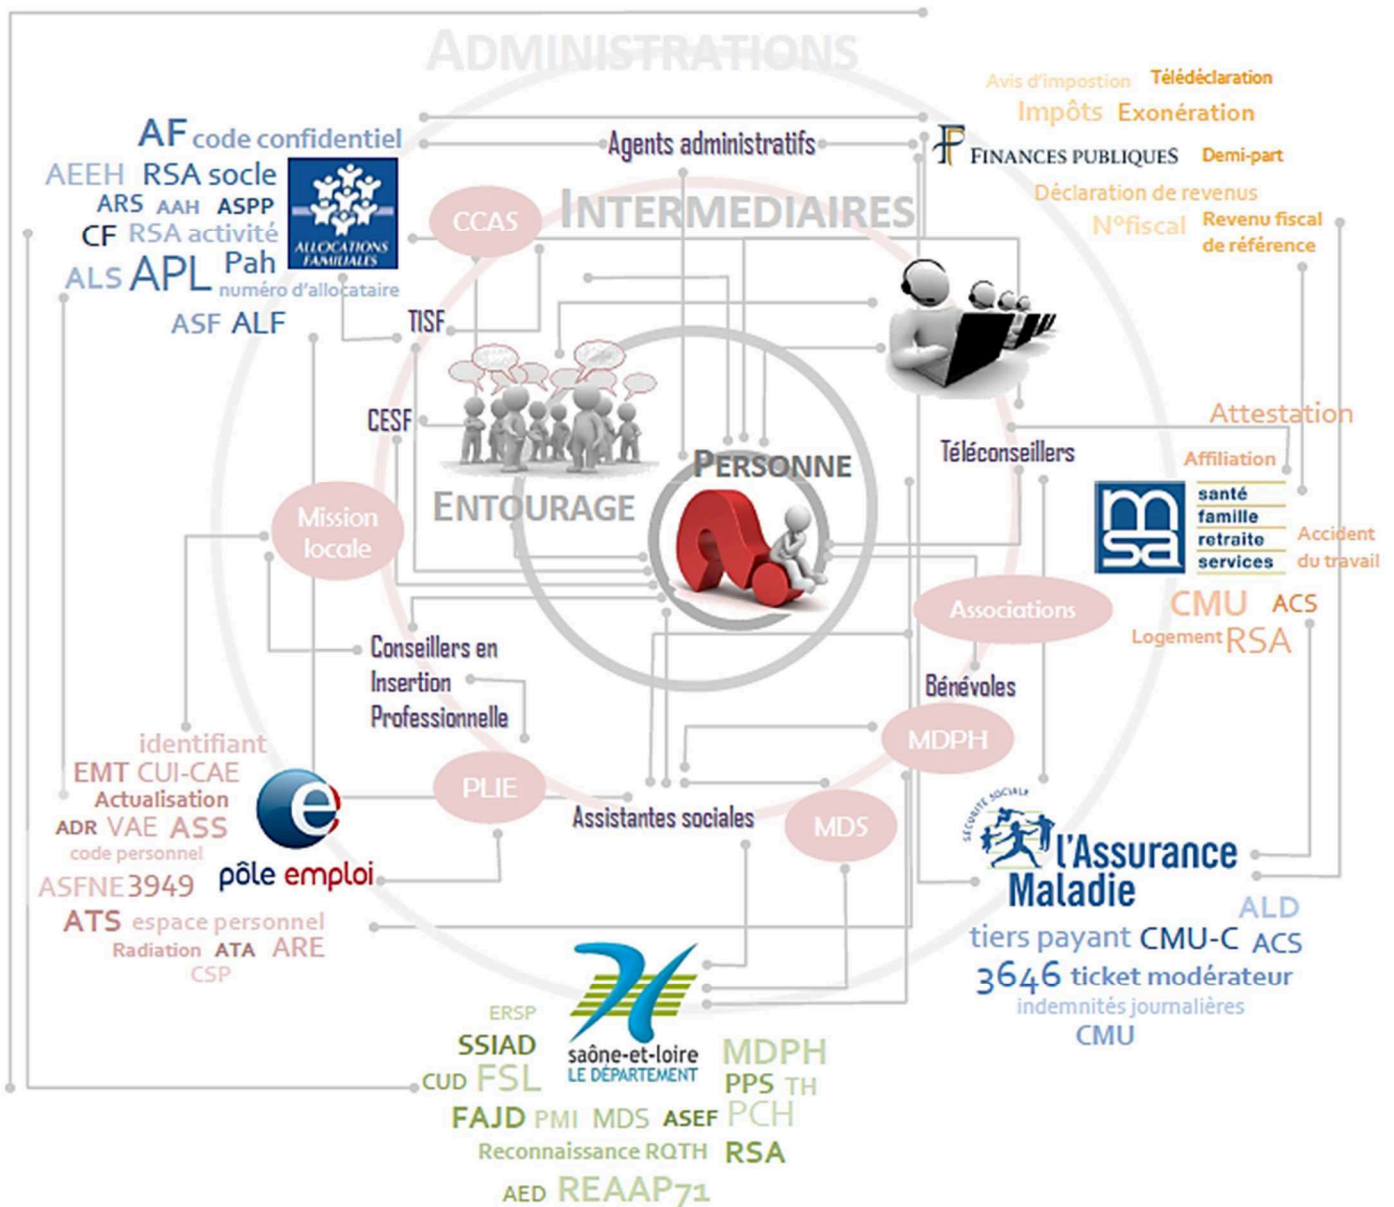 ADMINISTRATIONS
Avis d'impostion Télédéclaration
Impôts Exonération
FINANCES PUBLIQUES Demi-part
Déclaration de revenus
N°fiscal Revenu fiscal
de référence
AF code confidentiel
AEEH RSA socle
ARS AAH ASPP
CF RSA activité
ALS APL Pah
numéro d'allocataire
ASF ALF
ALLOCATIONS
FAMILIALES
Agents administratifs
CCAS
INTERMEDIAIRES
TISF
CESF
ENTOURAGE
PERSONNE
Téléconseillers
Attestation
Affiliation
msa
santé
famille
retraite
services
Accident
du travail
CMU ACS
Logement RSA
Mission
locale
Associations
Conseillers en
Insertion
Professionnelle
Bénévoles
MDPH
PLIE
Assistantes sociales
MDS
identifiant
EMT CUI-CAE
Actualisation
ADR VAE ASS
code personnel
ASFNE 3949
ATS espace personnel
Radiation ATA ARE
CSP
e
pôle emploi
SÉCURITÉ SOCIALE
l'Assurance
Maladie
ALD
tiers payant CMU-C ACS
3646 ticket modérateur
indemnités journalières
CMU
saône-et-loire
LE DÉPARTEMENT
ERSP
SSIAD
MDPH
CUD FSL
PPS TH
FAJD PMI MDS ASEF PCH
Reconnaissance RQTH RSA
AED REAAP71